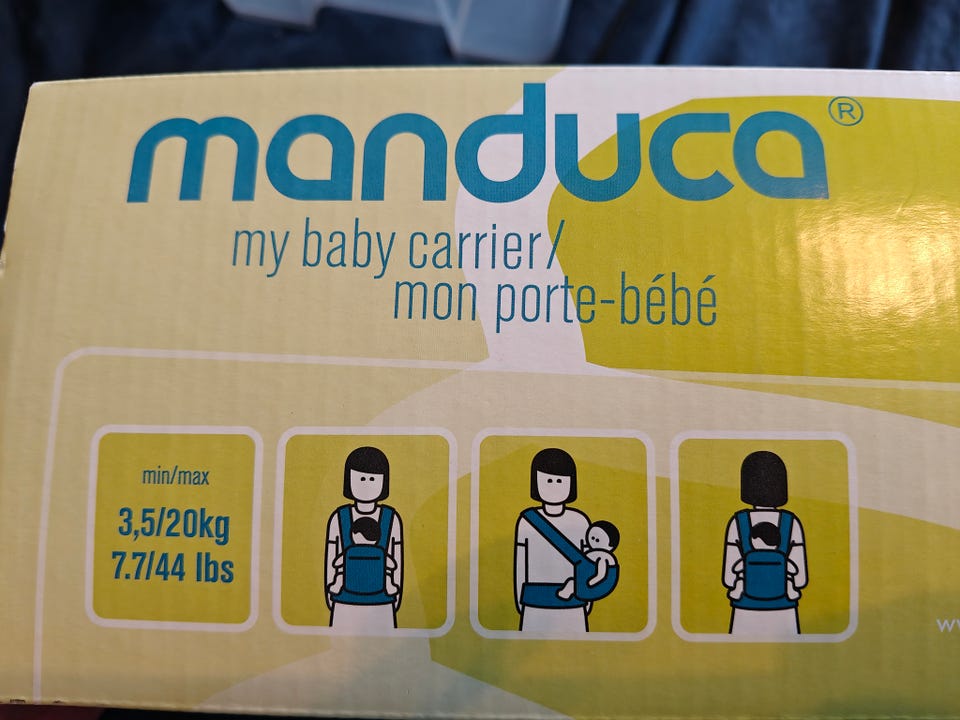 manduca®
my baby carrier/
mon porte-bébé
min/max
3,5/20kg
7.7/44 lbs